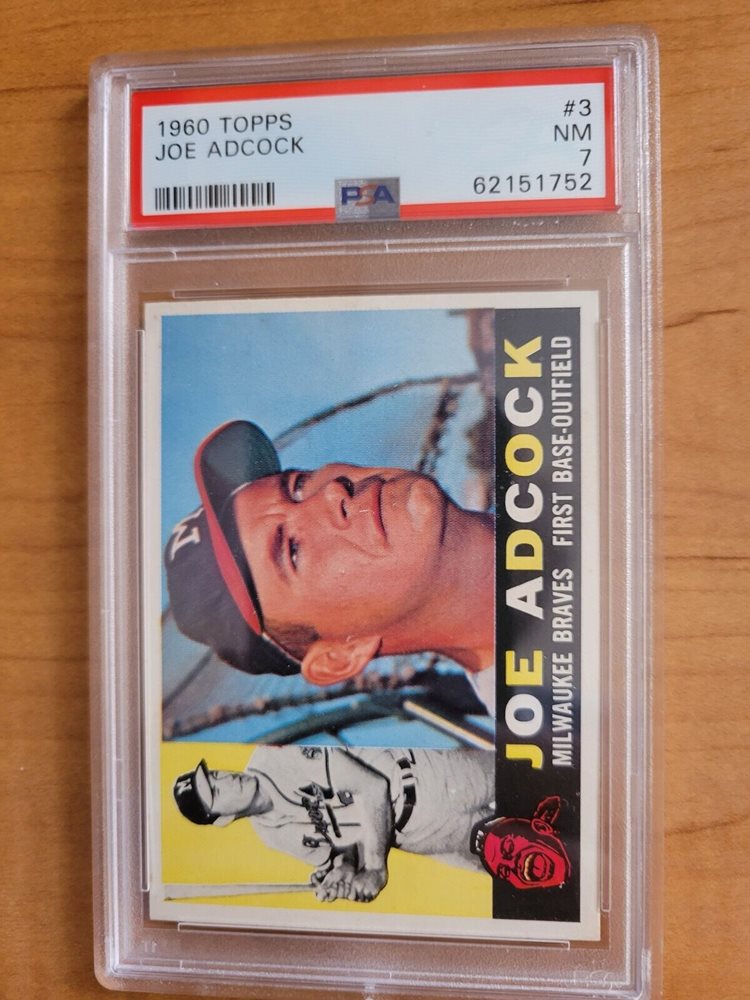 1960 TOPPS
JOE ADCOCK
#3
NM
7
62151752
PSA
M
JOE ADCOCK
MILWAUKEE BRAVES FIRST BASE-OUTFIELD
M